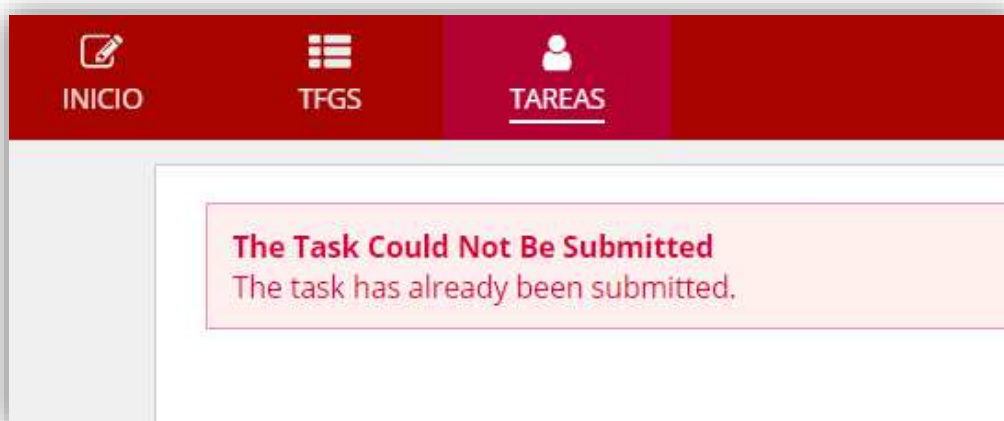 INICIO
TFGS
TAREAS
The Task Could Not Be Submitted
The task has already been submitted.